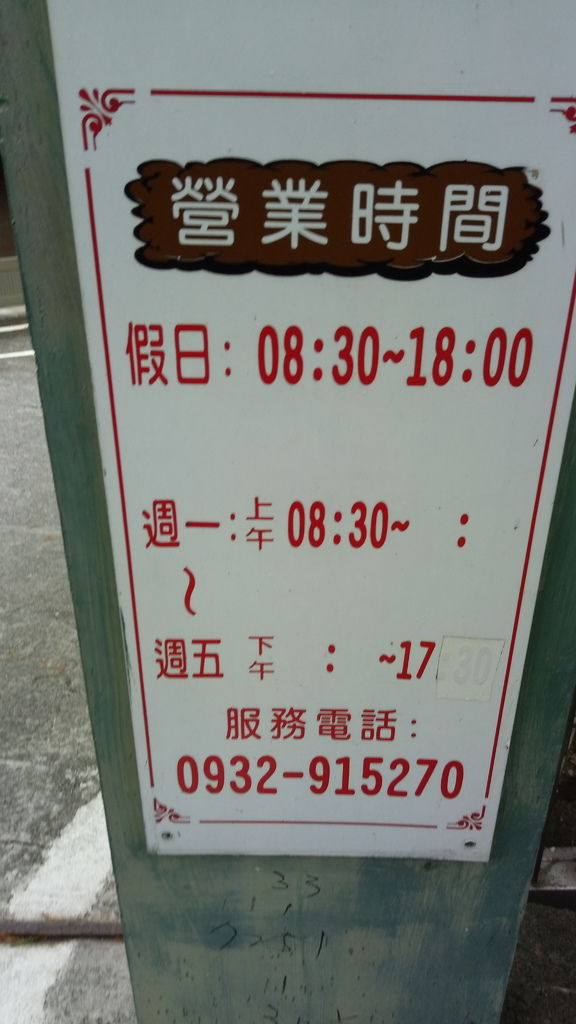 營業時間
假日: 08:30~18:00
週一: 上午 08:30~ :
~
週五 下午 : ~17:30
服務電話:
0932-915270
33